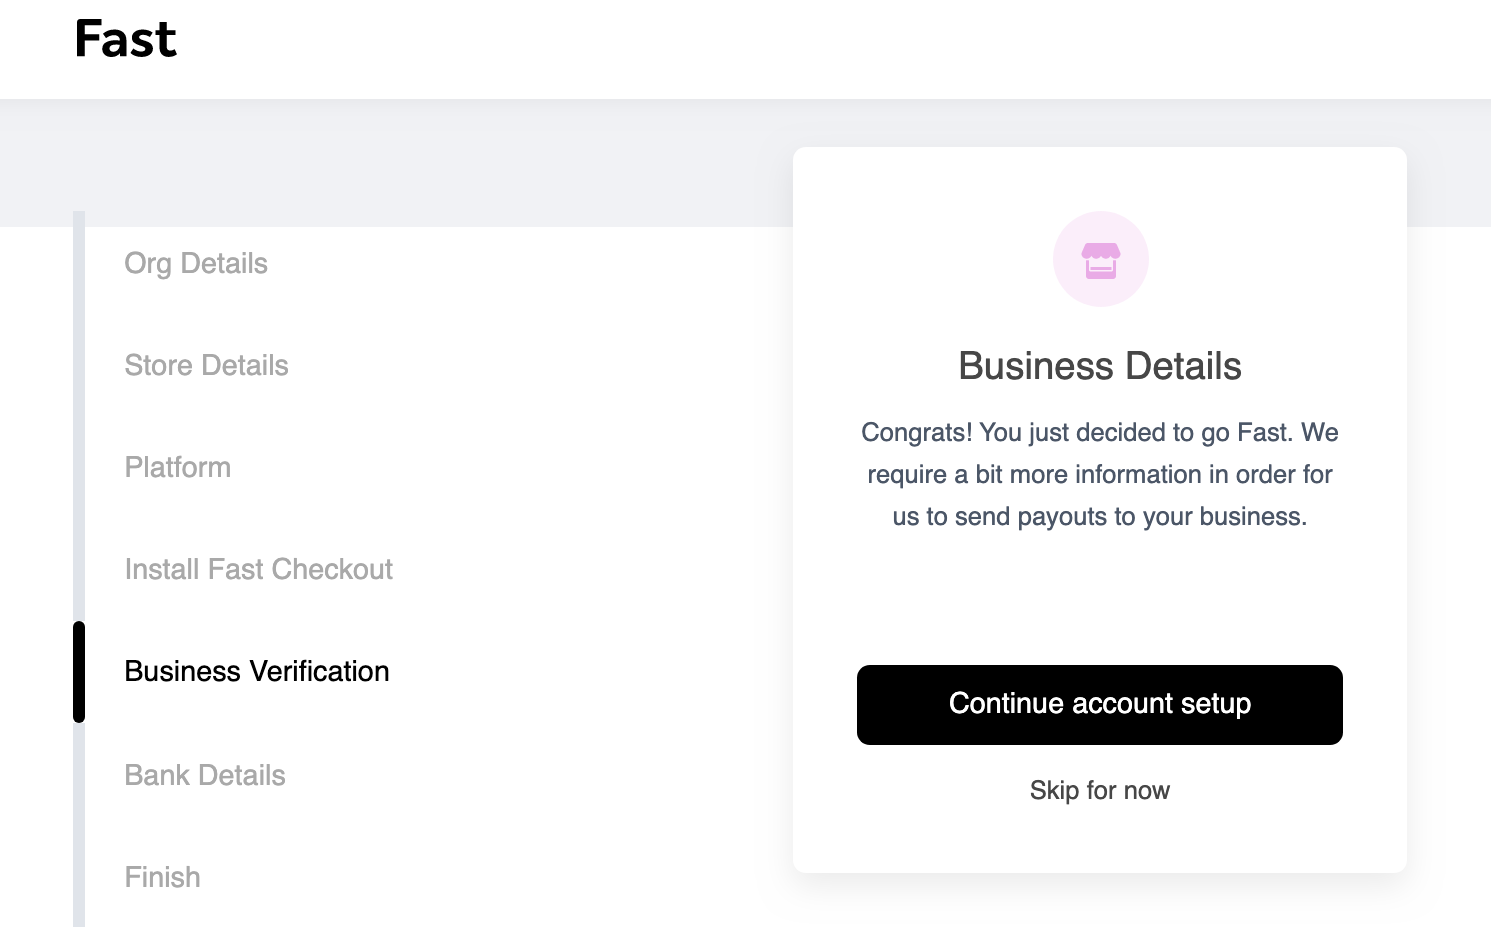 Fast
Org Details
Store Details
Platform
Install Fast Checkout
Business Verification
Bank Details
Finish
Business Details
Congrats! You just decided to go Fast. We
require a bit more information in order for
us to send payouts to your business.
Continue account setup
Skip for now